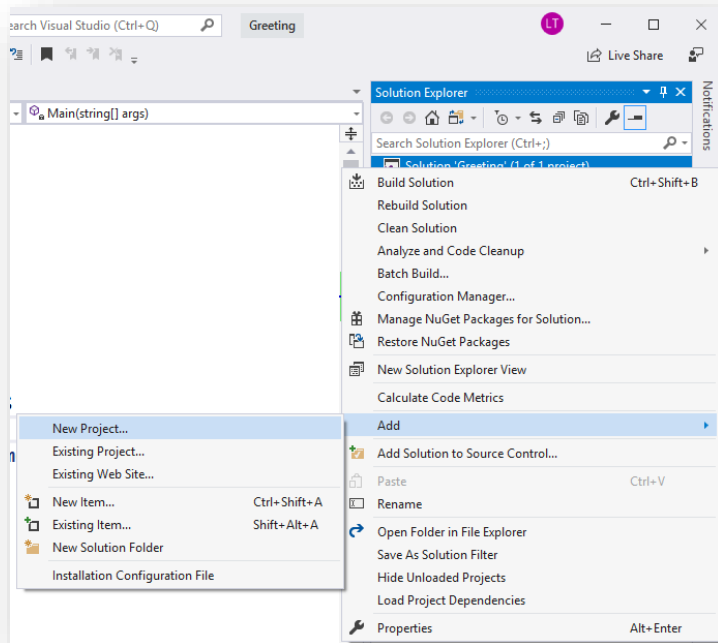 earch Visual Studio (Ctrl+Q)
Greeting
LT
Live Share
Main(string[] args)
Solution Explorer
Notifications
Search Solution Explorer (Ctrl+;)
Solution 'Greeting' (1 of 1 project)
Build Solution Ctrl+Shift+B
Rebuild Solution
Clean Solution
Analyze and Code Cleanup
Batch Build...
Configuration Manager...
Manage NuGet Packages for Solution...
Restore NuGet Packages
New Solution Explorer View
Calculate Code Metrics
Add
Add Solution to Source Control...
Paste Ctrl+V
Rename
Open Folder in File Explorer
Save As Solution Filter
Hide Unloaded Projects
Load Project Dependencies
Properties Alt+Enter
New Project...
Existing Project...
Existing Web Site...
New Item... Ctrl+Shift+A
Existing Item... Shift+Alt+A
New Solution Folder
Installation Configuration File